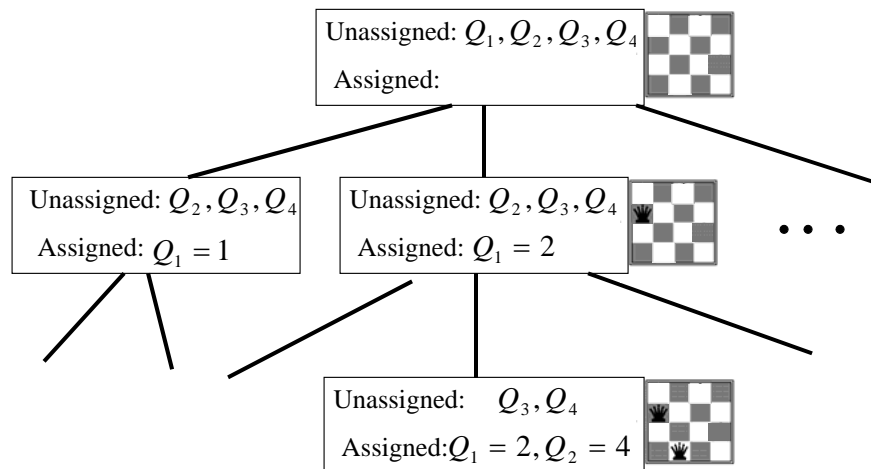 Unassigned: Q₁, Q₂, Q₃, Q₄
Assigned:
Unassigned: Q₂, Q₃, Q₄
Assigned: Q₁ = 1
Unassigned: Q₂, Q₃, Q₄
Assigned: Q₁ = 2
• • •
Unassigned: Q₃, Q₄
Assigned:Q₁ = 2, Q₂ = 4